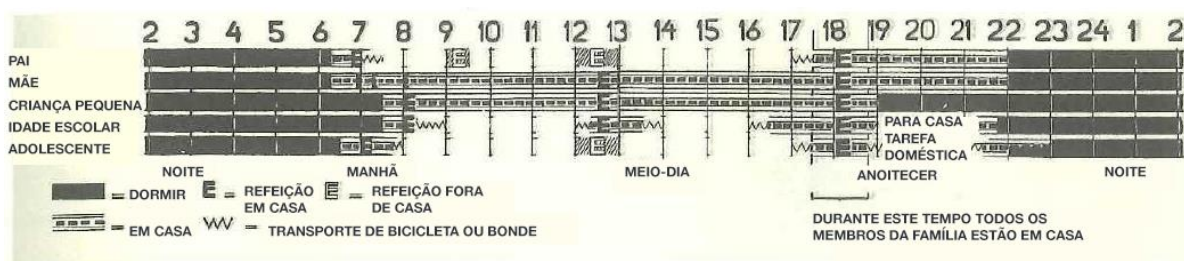 2 3 4 5 6 7 8 9 10 11 12 13 14 15 16 17 18 19 20 21 22 23 24 1 2
PAI
MÃE
CRIANÇA PEQUENA
IDADE ESCOLAR
ADOLESCENTE
PARA CASA
TAREFA
DOMÉSTICA
NOITE MANHÃ MEIO-DIA ANOITECER NOITE
= DORMIR
E = REFEIÇÃO
EM CASA
E = REFEIÇÃO FORA
DE CASA
= EM CASA
= TRANSPORTE DE BICICLETA OU BONDE
DURANTE ESTE TEMPO TODOS OS
MEMBROS DA FAMÍLIA ESTÃO EM CASA